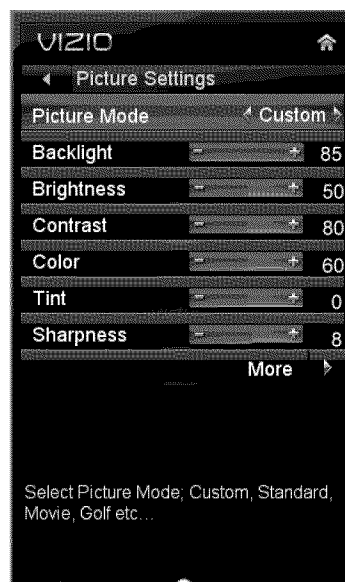 VIZIO
Picture Settings
Picture Mode Custom
Backlight - + 85
Brightness - + 50
Contrast - + 80
Color - + 60
Tint - + 0
Sharpness - + 8
More
Select Picture Mode; Custom, Standard,
Movie, Golf etc...